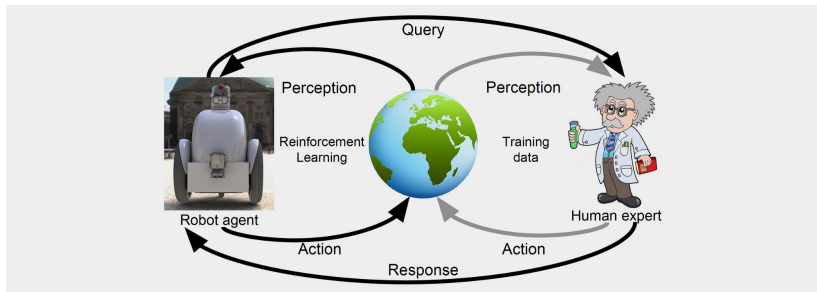 Query
Perception
Perception
Reinforcement
Learning
Training
data
Robot agent
Human expert
Action
Action
Response